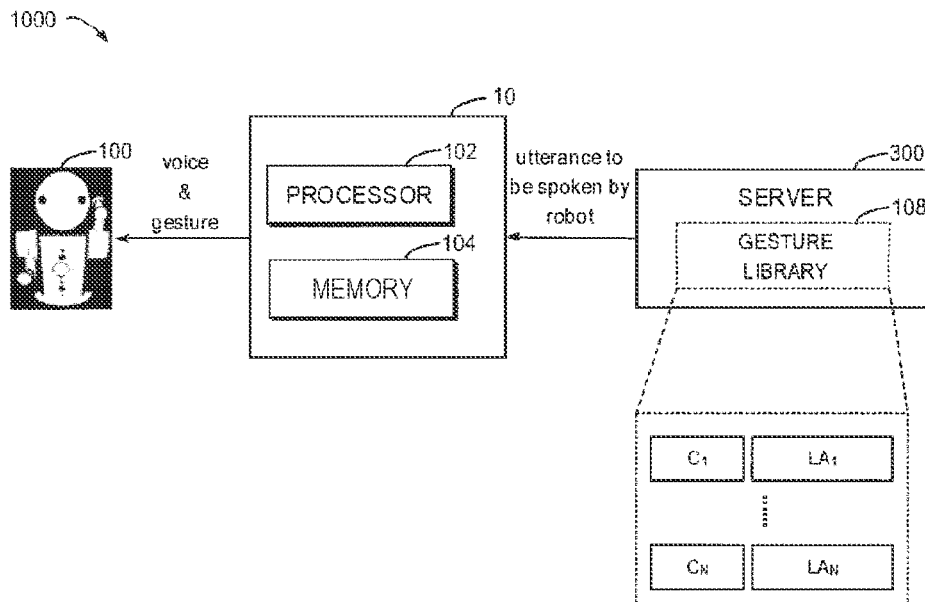 1000
100
voice
&
gesture
10
102
PROCESSOR
104
MEMORY
utterance to
be spoken by
robot
300
SERVER
108
GESTURE
LIBRARY
C1
LA1
CN
LAN